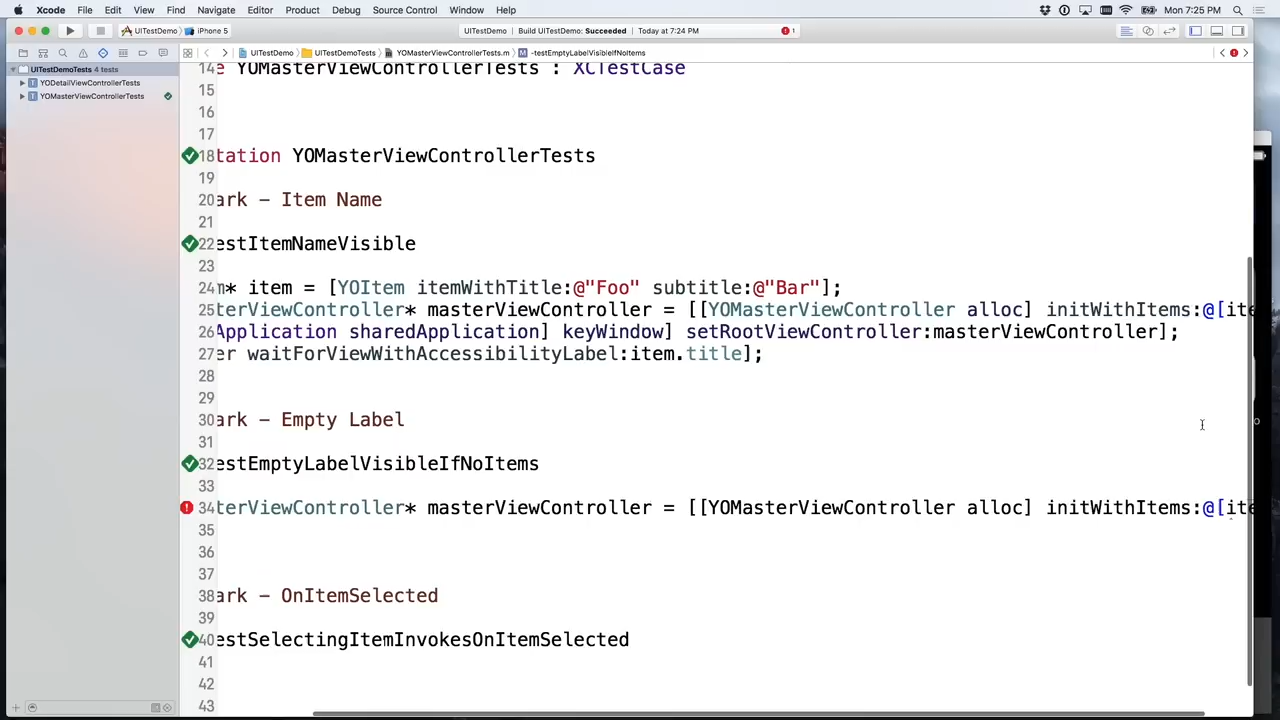 Xcode File Edit View Find Navigate Editor Product Debug Source Control Window Help Mon 7:25 PM
UITestDemo iPhone 5 UITestDemo Build UITestDemo: Succeeded Today at 7:24 PM 1
UITestDemo UITestDemoTests YOMasterViewControllerTests.m M -testEmptyLabelVisibleIfNoItems
UITestDemoTests 4 tests
T YODetailViewControllerTests
T YOMasterViewControllerTests
14 e YOMasterViewControllerTests : XCTestCase
15
16
17
18 tation YOMasterViewControllerTests
19
20 ark - Item Name
21
22 estItemNameVisible
23
24 m* item = [YOItem itemWithTitle:@"Foo" subtitle:@"Bar"];
25 terViewController* masterViewController = [[YOMasterViewController alloc] initWithItems:@[ite
26 Application sharedApplication] keyWindow] setRootViewController:masterViewController];
27 er waitForViewWithAccessibilityLabel:item.title];
28
29
30 ark - Empty Label
31
32 estEmptyLabelVisibleIfNoItems
33
34 terViewController* masterViewController = [[YOMasterViewController alloc] initWithItems:@[ite
35
36
37
38 ark - OnItemSelected
39
40 estSelectingItemInvokesOnItemSelected
41
42
43